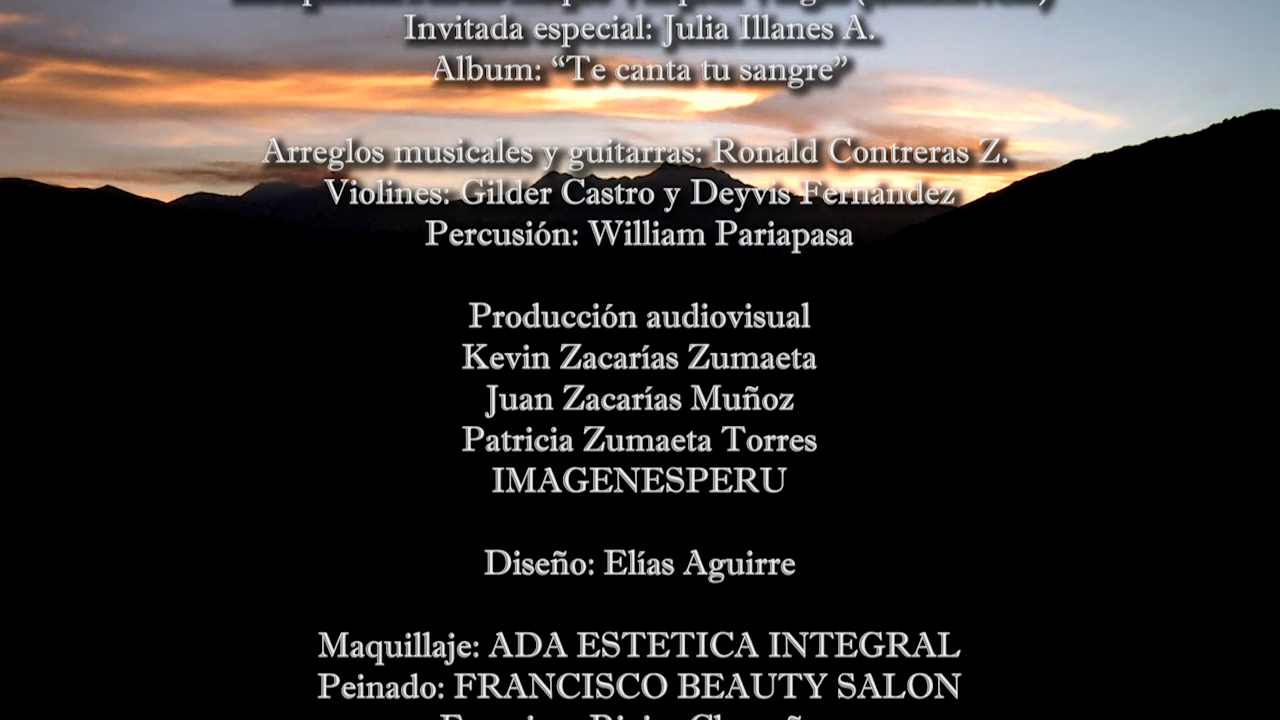 Invitada especial: Julia Illanes A.
Album: “Te canta tu sangre”
Arreglos musicales y guitarras: Ronald Contreras Z.
Violines: Gilder Castro y Deyvis Fernández
Percusión: William Pariapasa
Producción audiovisual
Kevin Zacarías Zumaeta
Juan Zacarías Muñoz
Patricia Zumaeta Torres
IMAGENESPERU
Diseño: Elías Aguirre
Maquillaje: ADA ESTETICA INTEGRAL
Peinado: FRANCISCO BEAUTY SALON